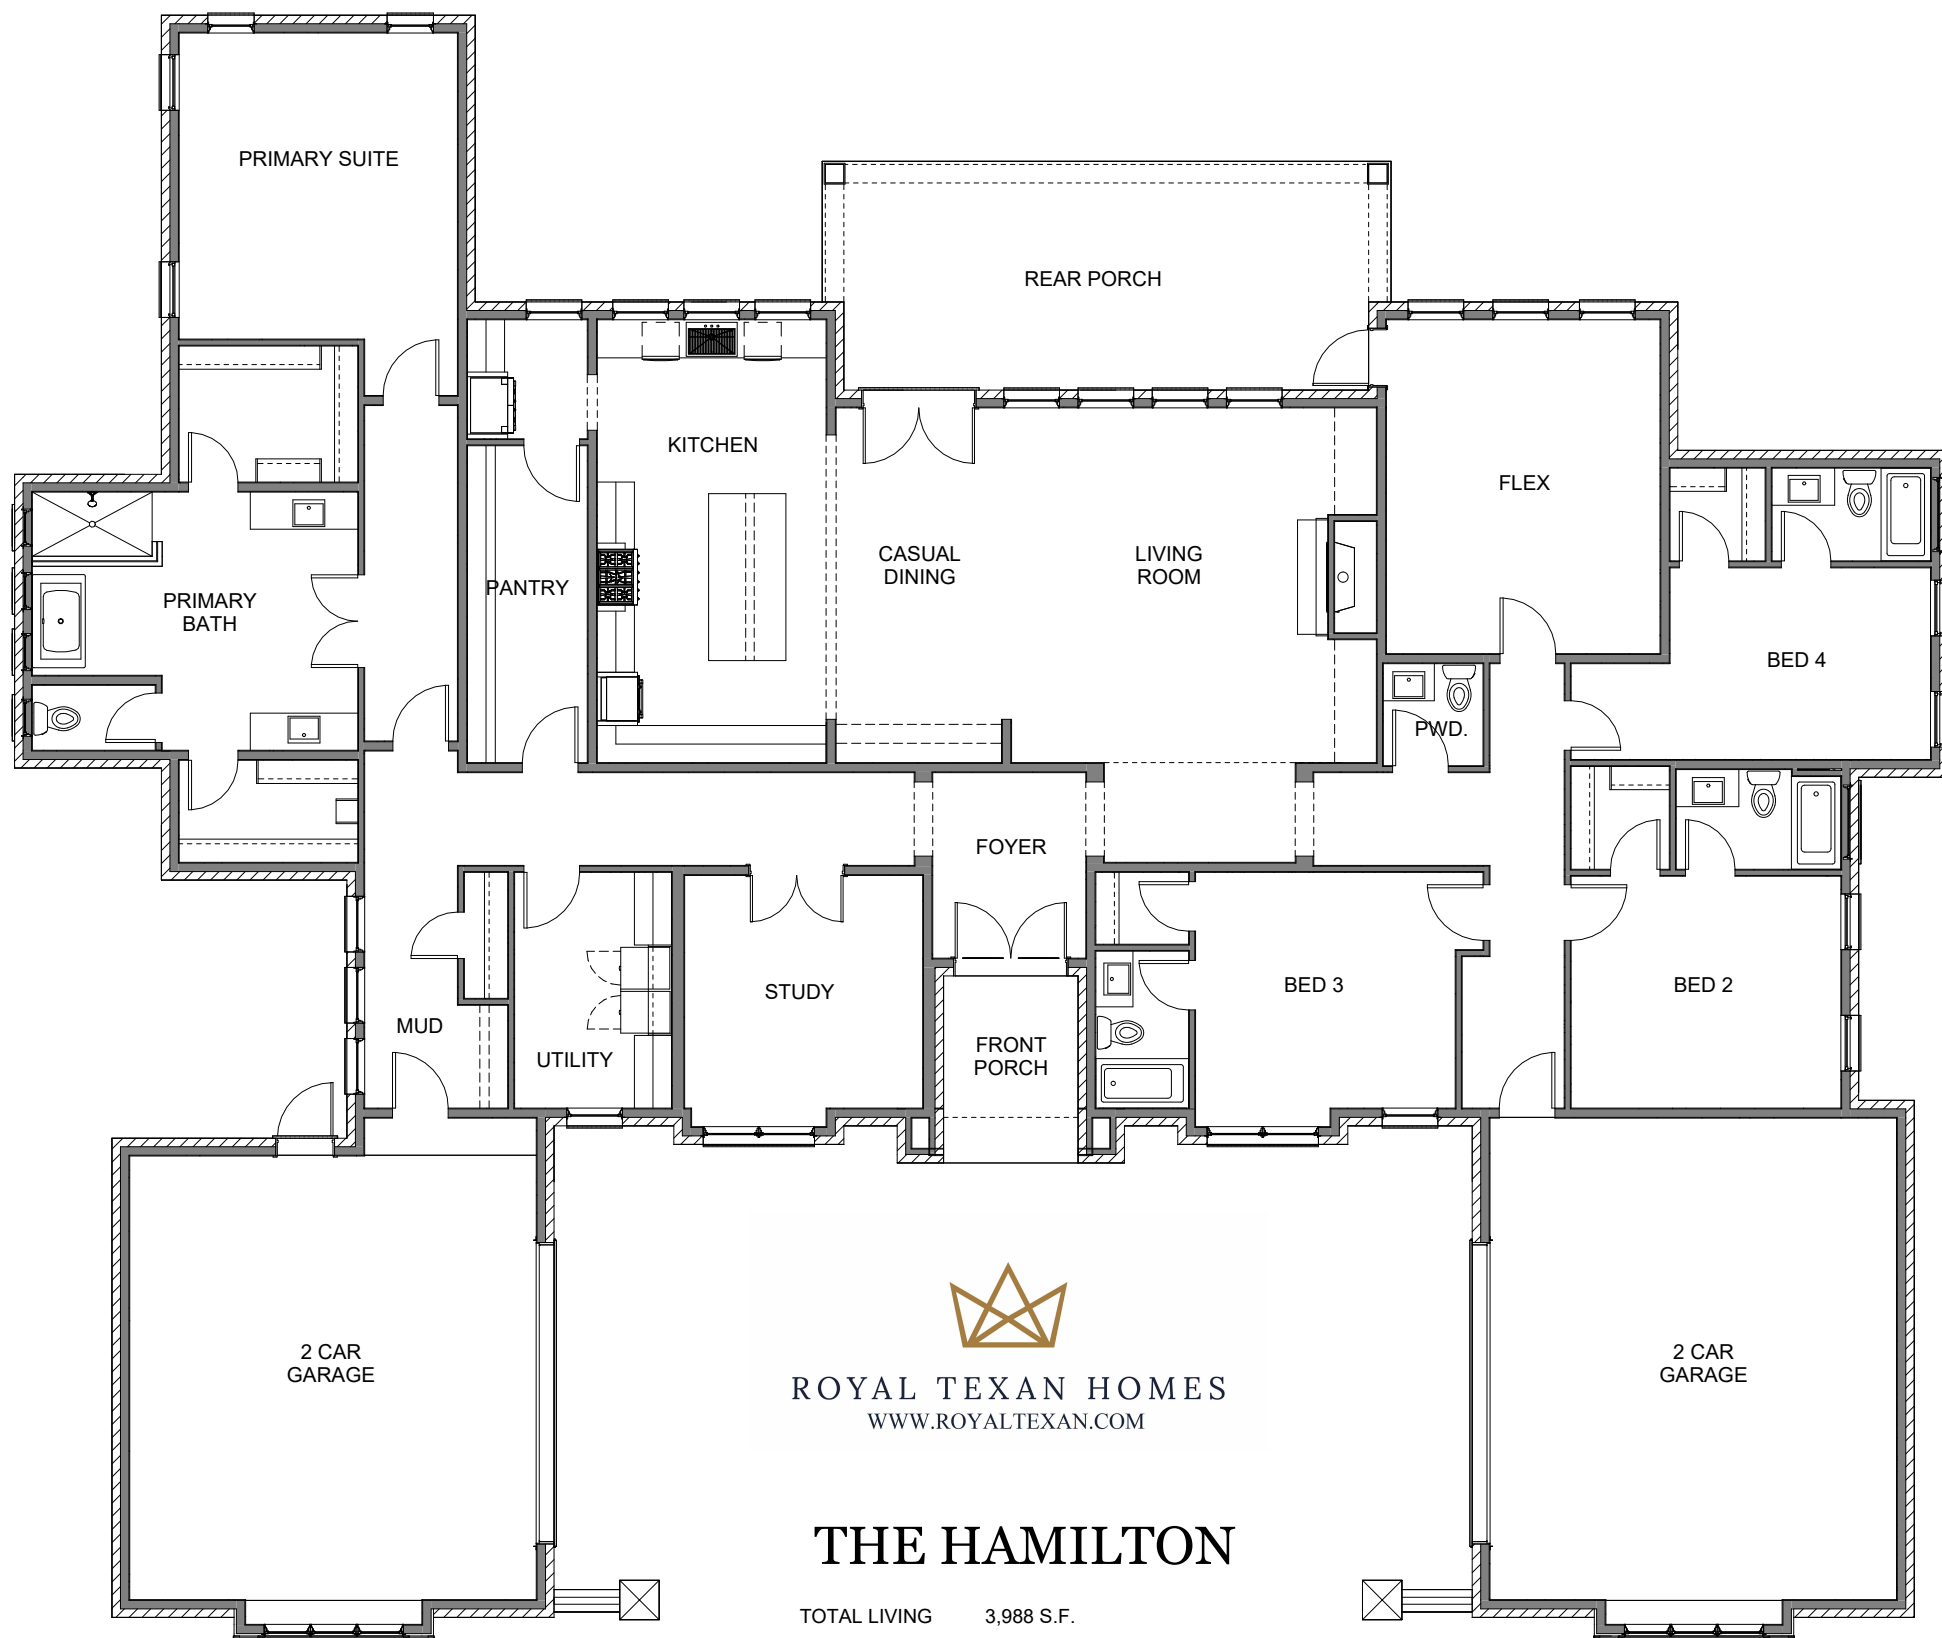 PRIMARY SUITE
REAR PORCH
KITCHEN
FLEX
CASUAL
DINING
LIVING
ROOM
PANTRY
PRIMARY
BATH
BED 4
PWD.
FOYER
STUDY
BED 3
BED 2
MUD
UTILITY
FRONT
PORCH
2 CAR
GARAGE
2 CAR
GARAGE
ROYAL TEXAN HOMES
WWW.ROYALTEXAN.COM
THE HAMILTON
TOTAL LIVING 3,988 S.F.